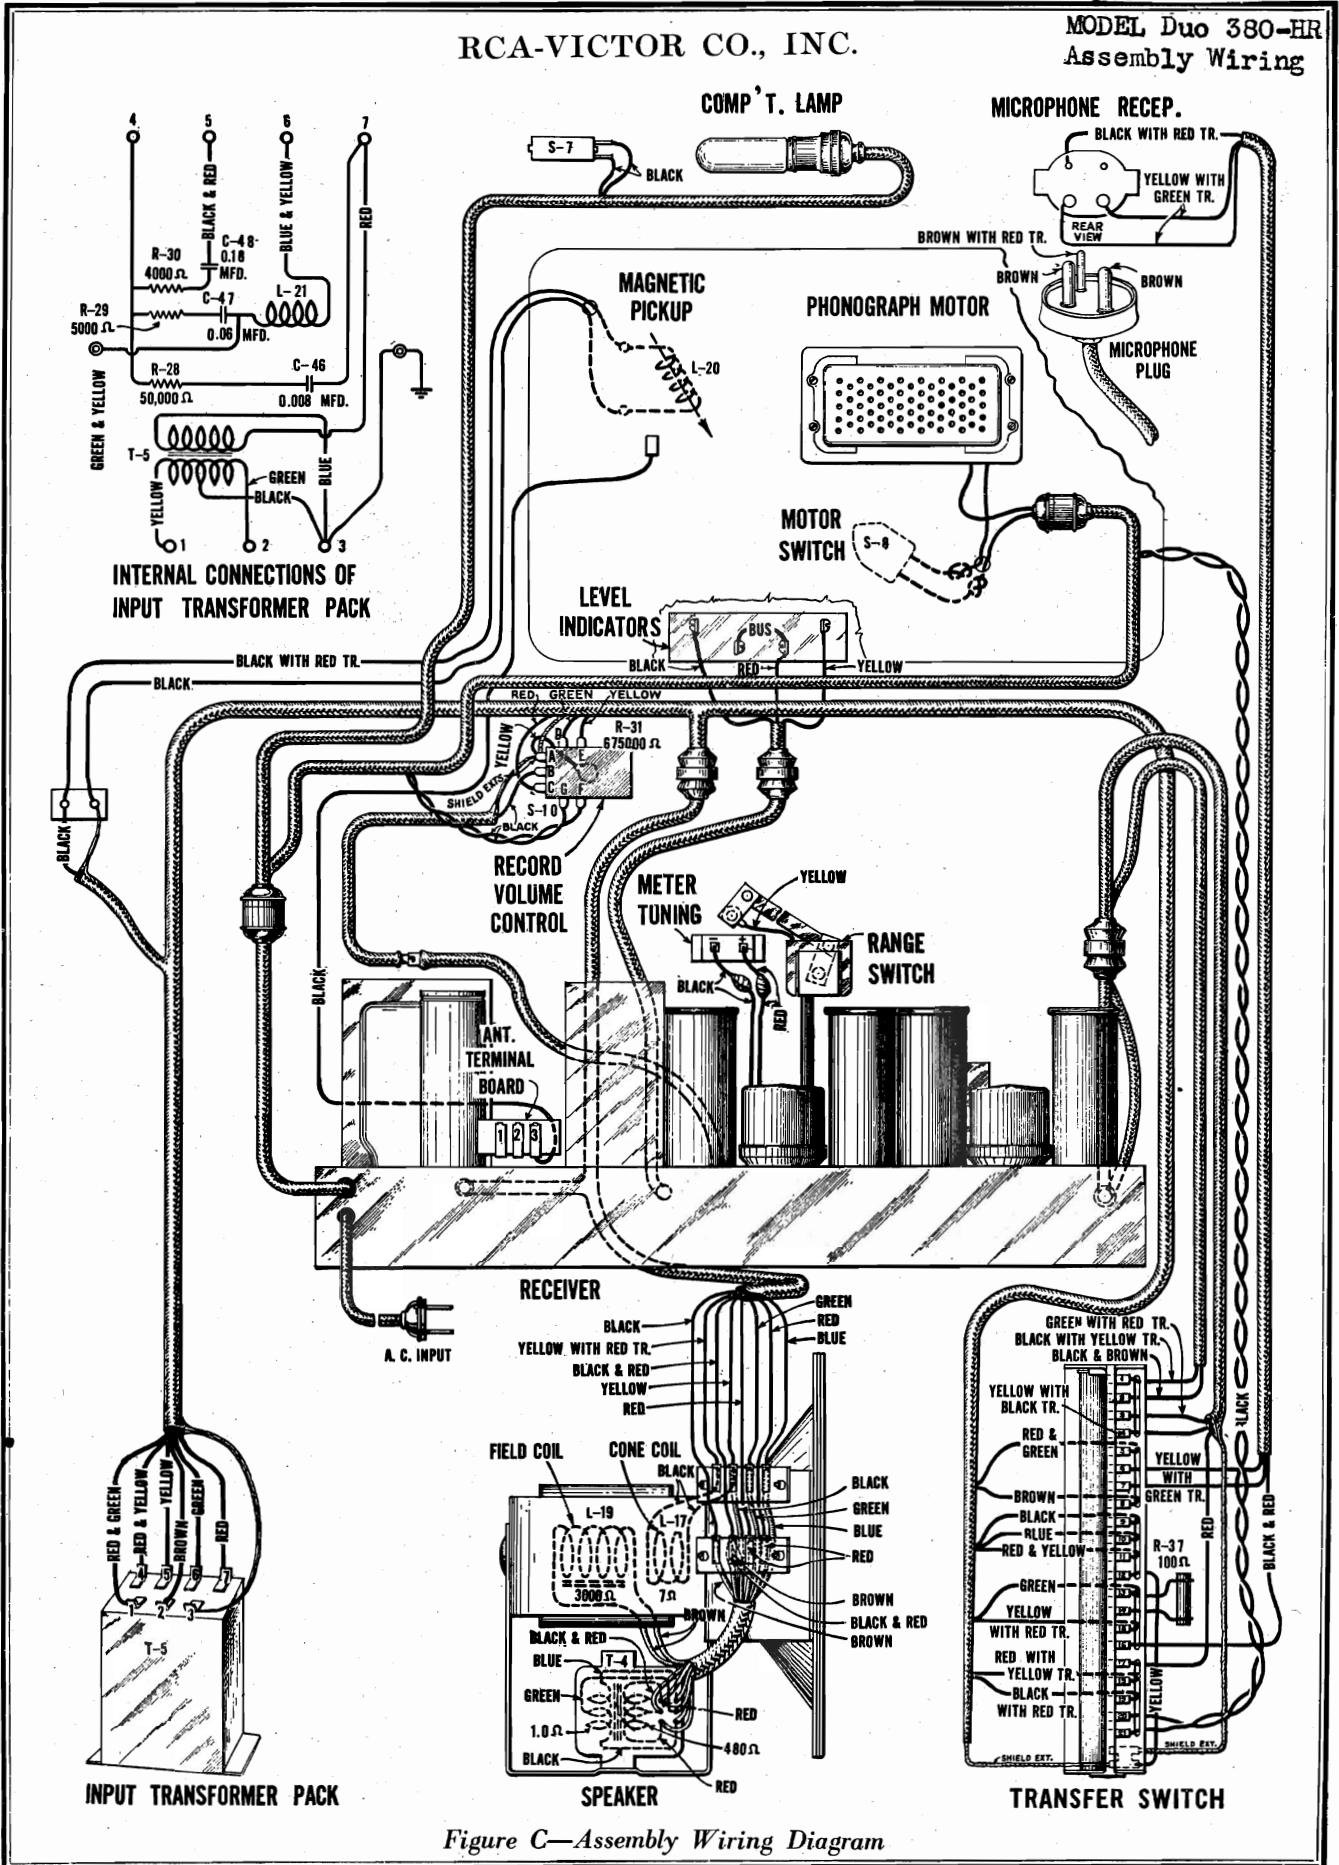 RCA-VICTOR CO., INC.
MODEL Duo 380-HR
Assembly Wiring
COMP'T. LAMP
MICROPHONE RECEP.
BLACK WITH RED TR.
S-7
BLACK
YELLOW WITH
GREEN TR.
REAR
VIEW
BROWN WITH RED TR.
BROWN
BROWN
MICROPHONE
PLUG
4
5
6
7
BLACK & RED
BLUE & YELLOW
RED
R-30
4000 Ω
C-48
0.18
MFD.
C-47
L-21
R-29
5000 Ω
0.06 MFD.
R-28
50,000 Ω
C-46
0.008 MFD.
GREEN & YELLOW
T-5
GREEN
BLACK
BLUE
YELLOW
1
2
3
INTERNAL CONNECTIONS OF
INPUT TRANSFORMER PACK
MAGNETIC
PICKUP
L-20
PHONOGRAPH MOTOR
MOTOR
SWITCH
S-8
LEVEL
INDICATORS
BUS
BLACK
RED
YELLOW
BLACK WITH RED TR.
BLACK
RED
GREEN
YELLOW
YELLOW
R-31
675000 Ω
D
A
E
B
C
G
F
SHIELD EXTS.
S-10
BLACK
BLACK
RECORD
VOLUME
CONTROL
METER
TUNING
YELLOW
RANGE
SWITCH
BLACK
RED
BLACK
ANT.
TERMINAL
BOARD
1 2 3
RECEIVER
A.C. INPUT
BLACK
YELLOW WITH RED TR.
BLACK & RED
YELLOW
RED
GREEN
RED
BLUE
GREEN WITH RED TR.
BLACK WITH YELLOW TR.
BLACK & BROWN
YELLOW WITH
BLACK TR.
RED &
GREEN
BROWN
BLACK
BLUE
RED & YELLOW
GREEN
YELLOW
WITH RED TR.
RED WITH
YELLOW TR.
BLACK
WITH RED TR.
YELLOW
WITH
GREEN TR.
RED
R-37
100 Ω
BLACK
BLACK & RED
YELLOW
SHIELD EXT.
SHIELD EXT.
TRANSFER SWITCH
RED & GREEN
RED & YELLOW
YELLOW
BROWN
GREEN
RED
4
5
6
7
1
2
3
T-5
INPUT TRANSFORMER PACK
FIELD COIL
CONE COIL
BLACK
L-19
L-17
3000 Ω
7Ω
BLACK
GREEN
BLUE
RED
BROWN
BLACK & RED
BROWN
BROWN
BLACK & RED
BLUE
T-4
GREEN
1.0 Ω
BLACK
RED
480Ω
RED
SPEAKER
Figure C—Assembly Wiring Diagram